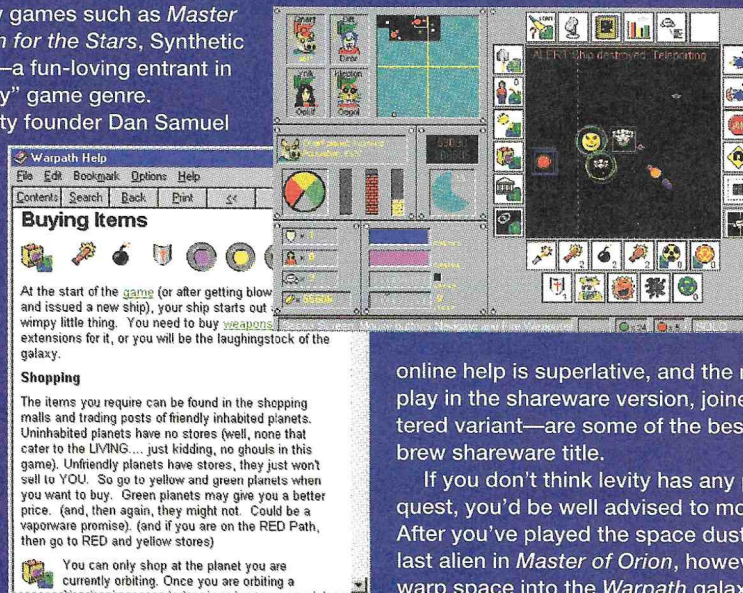 games such as Master
for the Stars, Synthetic
—a fun-loving entrant in
game genre.
founder Dan Samuel
Warpath Help
File Edit Bookmark Options Help
Contents Search Back Print <<
Buying Items
At the start of the game (or after getting blow
and issued a new ship), your ship starts out
wimpy little thing. You need to buy weapons
extensions for it, or you will be the laughingstock of the
galaxy.
Shopping
The items you require can be found in the shopping
malls and trading posts of friendly inhabited planets.
Uninhabited planets have no stores (well, none that
cater to the LIVING.... just kidding, no ghouls in this
game). Unfriendly planets have stores, they just won't
sell to YOU. So go to yellow and green planets when
you want to buy. Green planets may give you a better
price. (and, then again, they might not. Could be a
vaporware promise). (and if you are on the RED Path,
then go to RED and yellow stores)
You can only shop at the planet you are
currently orbiting. Once you are orbiting a
ALERT Ship destroyed. Teleporting
SOLO
online help is superlative, and the
play in the shareware version, joine
tered variant—are some of the bes
brew shareware title.
If you don't think levity has any
quest, you'd be well advised to mo
After you've played the space dust
last alien in Master of Orion, howev
warp space into the Warpath galax